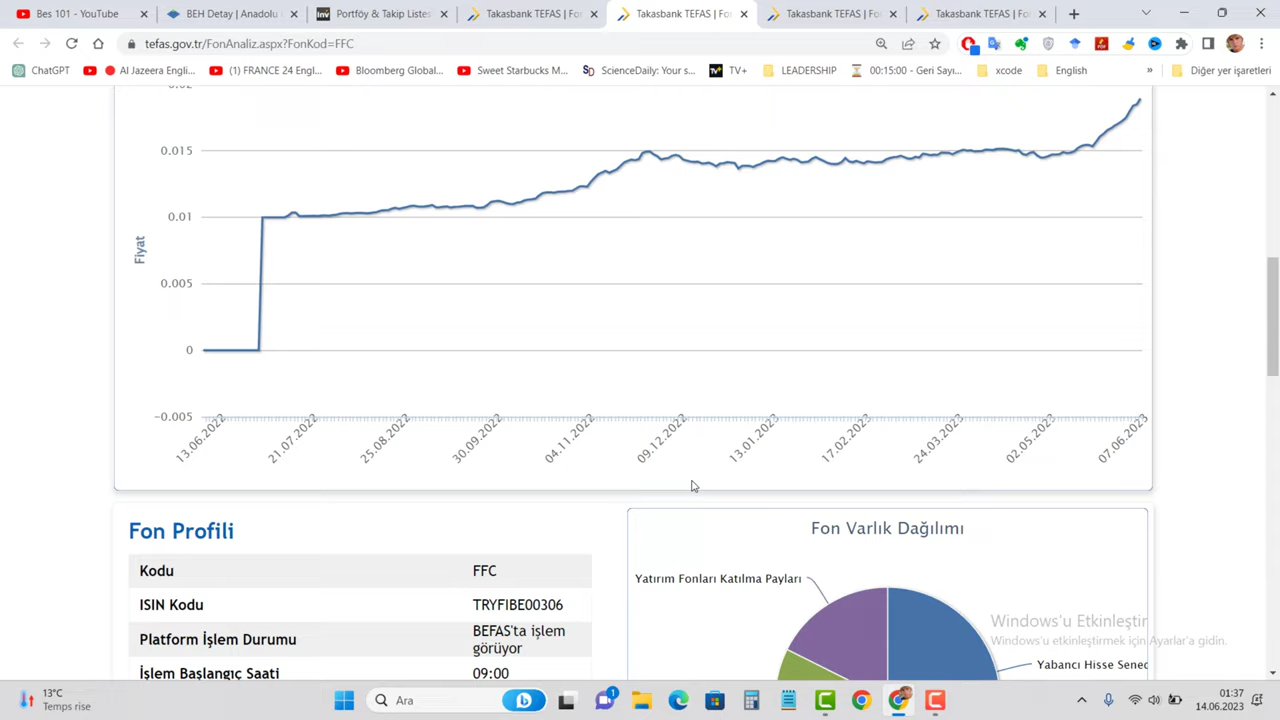 Bes 101 - YouTube
BEH Detay | Anadolu
Portföy & Takip Listes
Takasbank TEFAS | Fo
Takasbank TEFAS | Fo
Takasbank TEFAS | Fo
Takasbank TEFAS | Fo
tefas.gov.tr/FonAnaliz.aspx?FonKod=FFC
ChatGPT
Al Jazeera Engli...
(1) FRANCE 24 Engl...
Bloomberg Global...
Sweet Starbucks M...
ScienceDaily: Your s...
TV+
LEADERSHIP
00:15:00 - Geri Sayı...
xcode
English
»
Diğer yer işaretleri
0.02
0.015
0.01
0.005
0
−0.005
Fiyat
13.06.2022
21.07.2022
25.08.2022
30.09.2022
04.11.2022
09.12.2022
13.01.2023
17.02.2023
24.03.2023
02.05.2023
07.06.2023
Fon Profili
Kodu FFC
ISIN Kodu TRYFIBE00306
Platform İşlem Durumu BEFAS'ta işlem
görüyor
İşlem Başlangıç Saati 09:00
Fon Varlık Dağılımı
Yatırım Fonları Katılma Payları
Yabancı Hisse Sened
Windows'u Etkinleştir
Windows'u etkinleştirmek için Ayarlar'a gidin.
13°C
Temps rise
Ara
1
01:37
14.06.2023